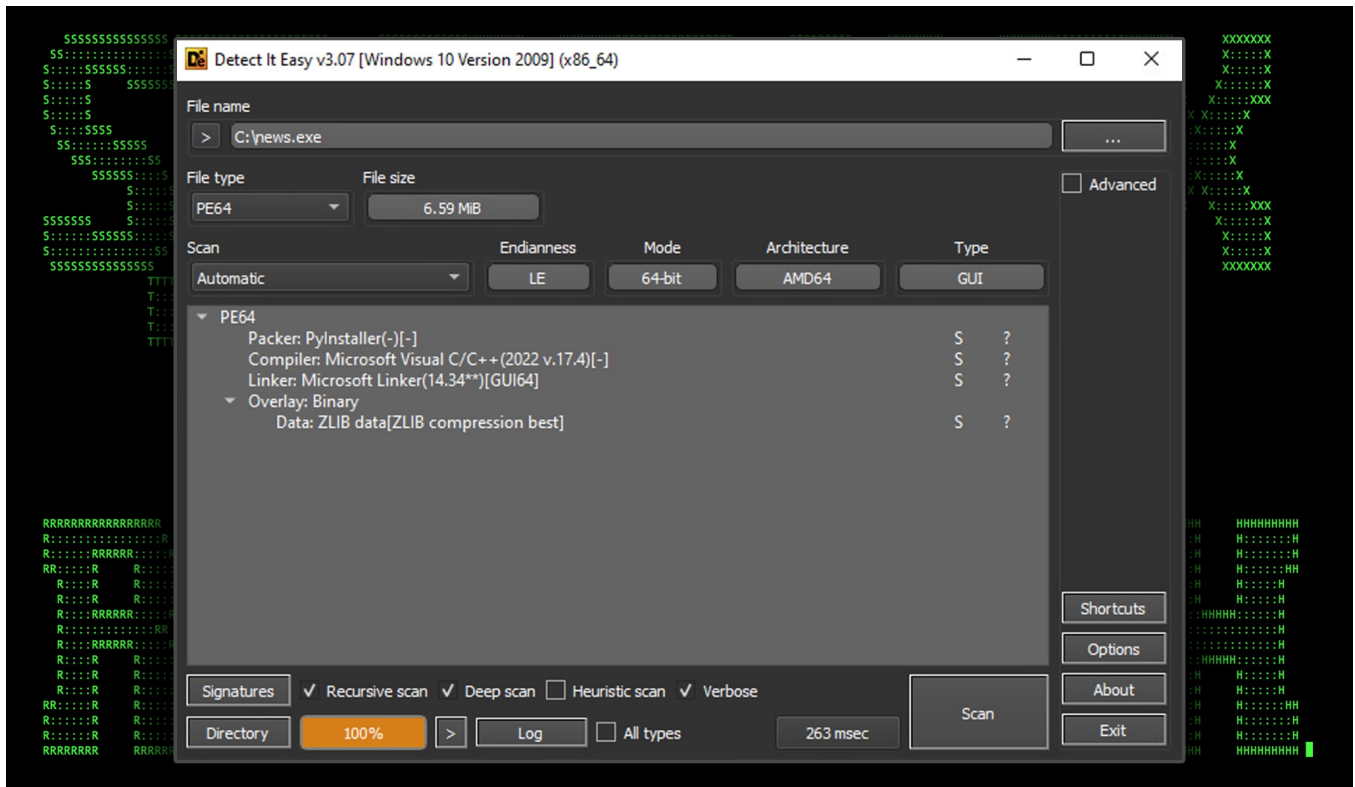 Detect It Easy v3.07 [Windows 10 Version 2009] (x86_64)
File name
> C:\news.exe ...
File type File size Advanced
PE64 6.59 MiB
Scan Endianness Mode Architecture Type
Automatic LE 64-bit AMD64 GUI
PE64
Packer: PyInstaller(-)[-] S ?
Compiler: Microsoft Visual C/C++(2022 v.17.4)[-] S ?
Linker: Microsoft Linker(14.34**)[GUI64] S ?
Overlay: Binary
Data: ZLIB data[ZLIB compression best] S ?
Shortcuts
Options
Signatures Recursive scan Deep scan Heuristic scan Verbose Scan About
Directory 100% > Log All types 263 msec Exit